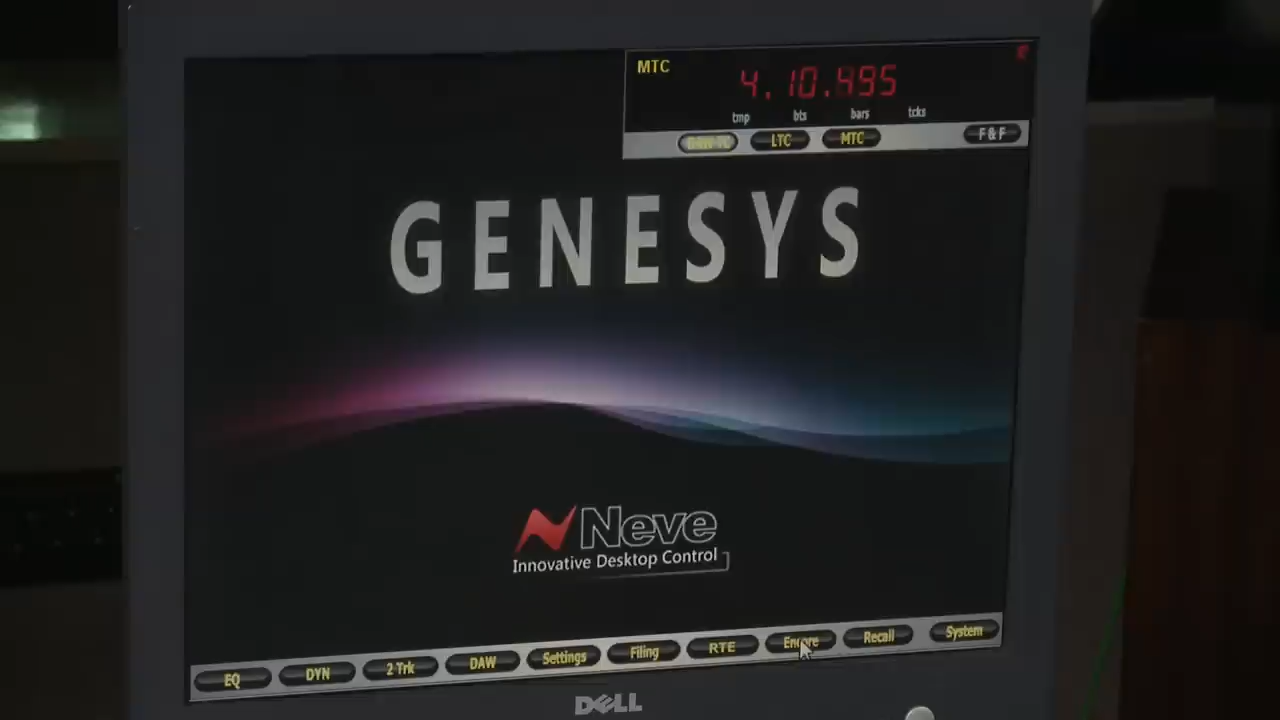 MTC
4.10.495
tmp bts bars tcks
LTC MTC F & F
GENESYS
Neve
Innovative Desktop Control
EQ DYN 2 Trk DAW Settings Filing RTE Encore Recall System
DELL